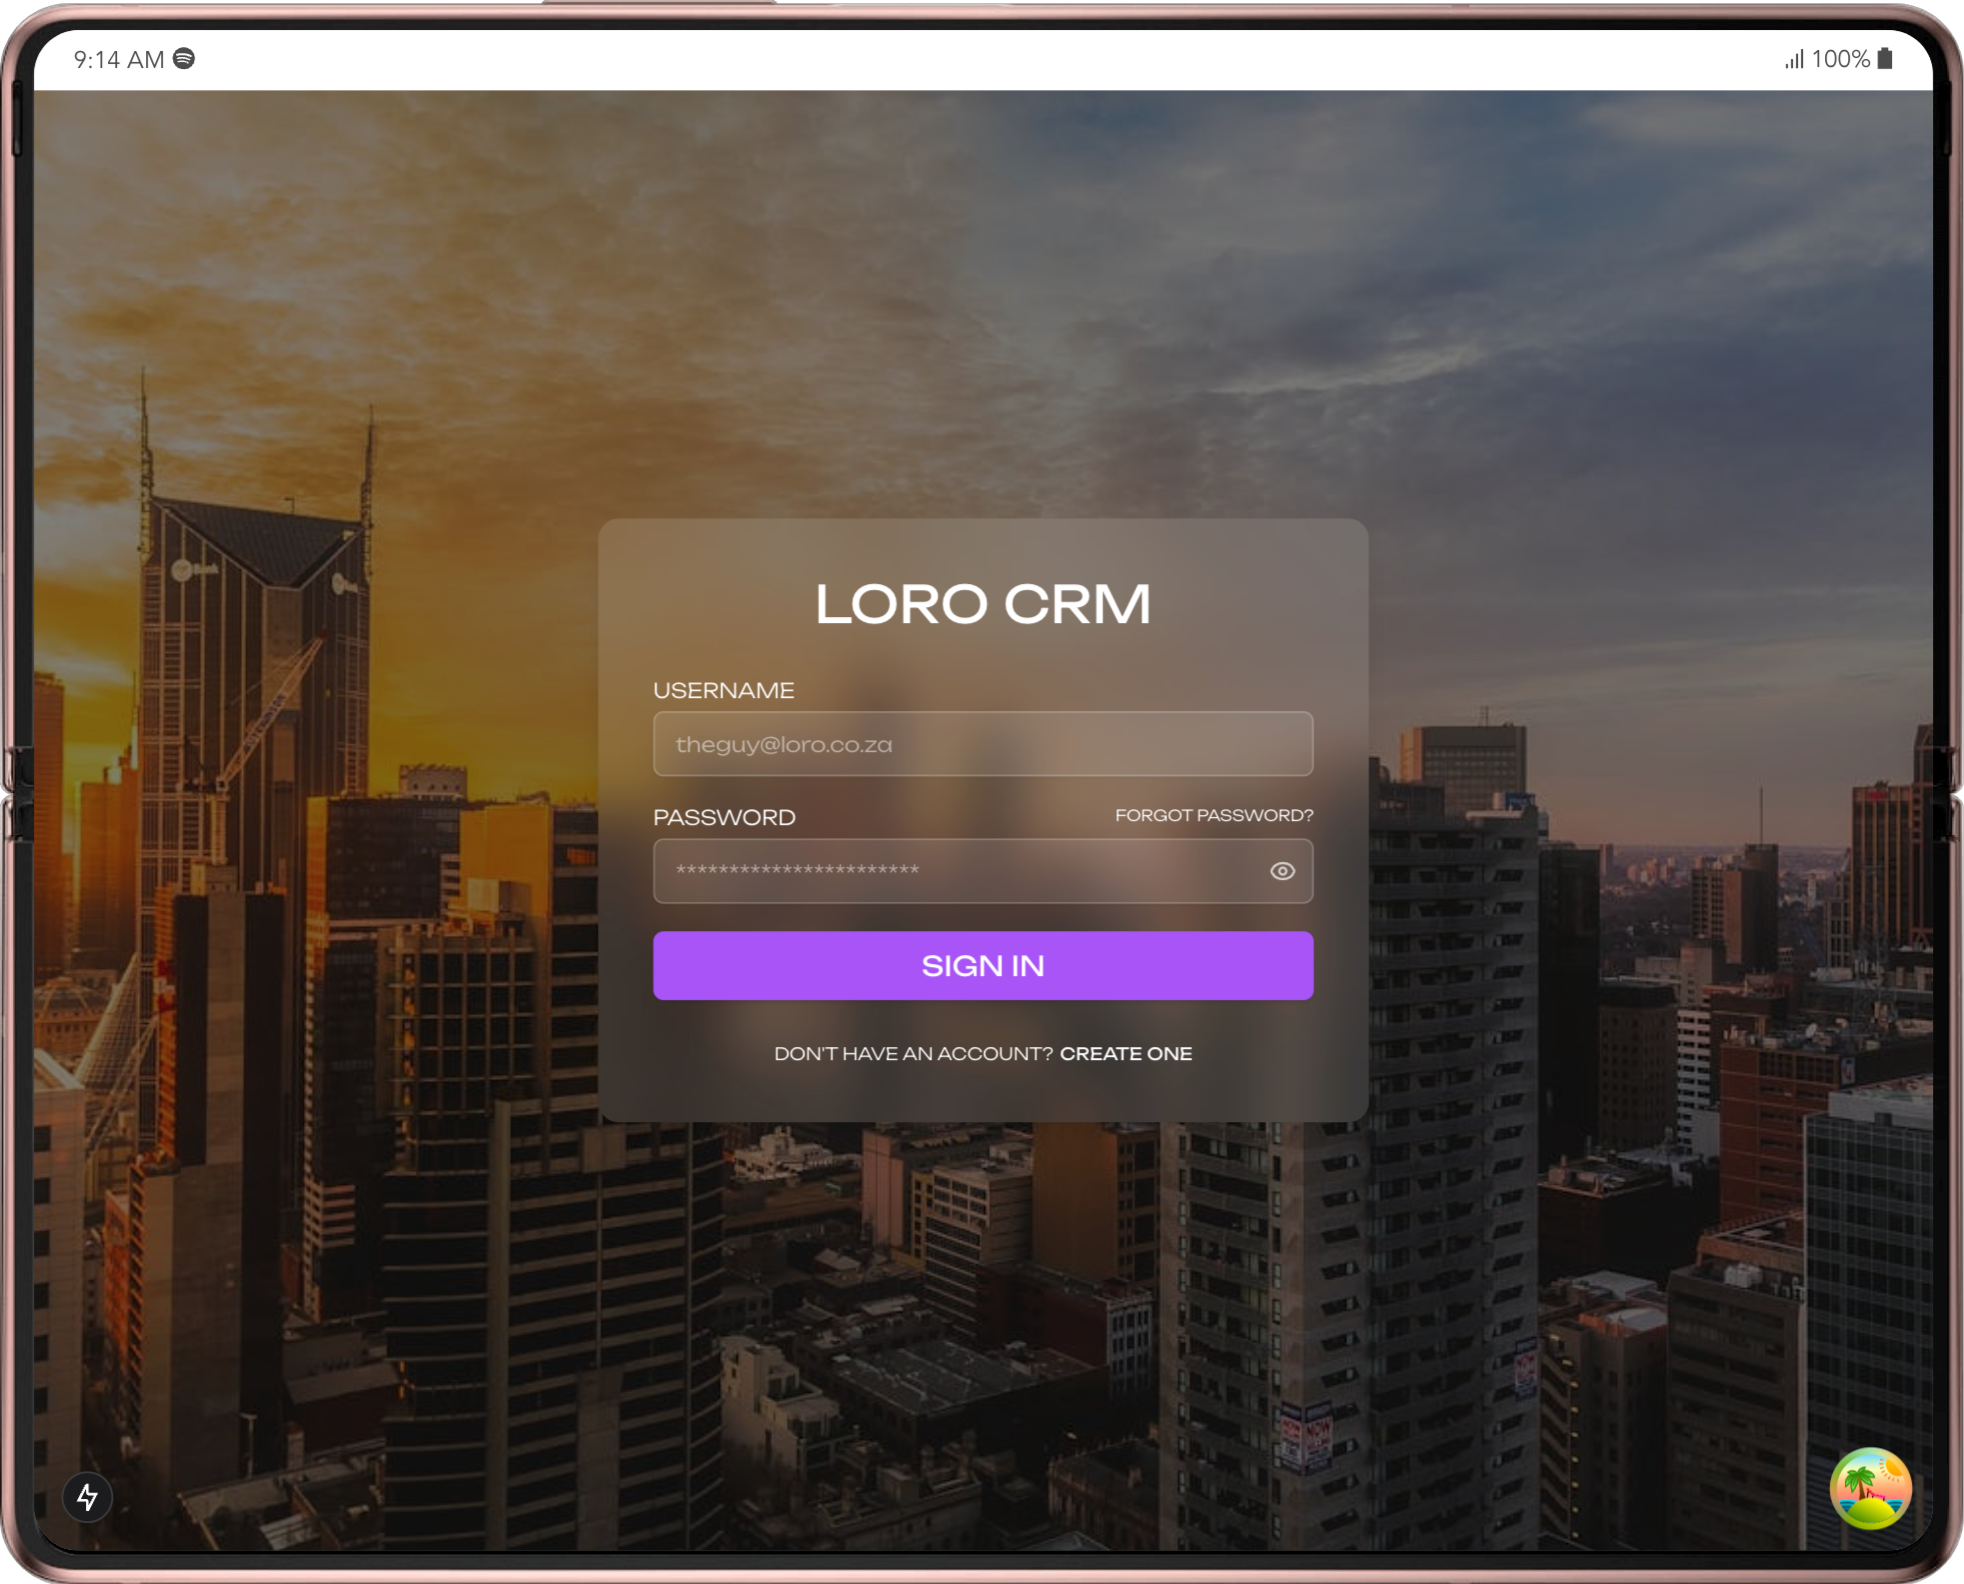 9:14 AM
100%
LORO CRM
USERNAME
theguy@loro.co.za
PASSWORD
FORGOT PASSWORD?
***********************
SIGN IN
DON'T HAVE AN ACCOUNT? CREATE ONE